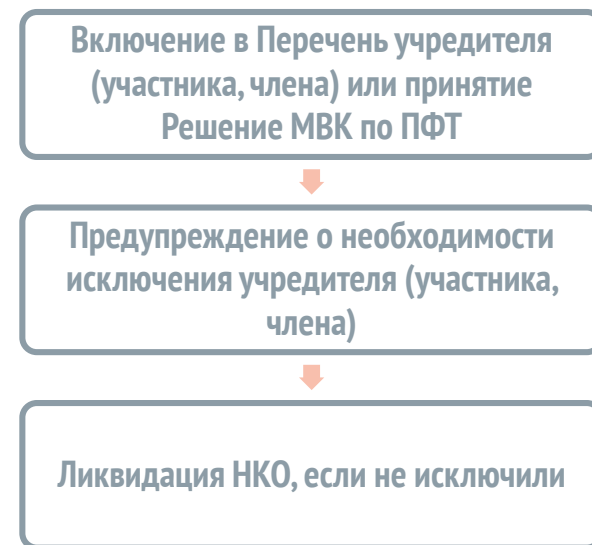 Включение в Перечень учредителя
(участника, члена) или принятие
Решение МВК по ПФТ
Предупреждение о необходимости
исключения учредителя (участника,
члена)
Ликвидация НКО, если не исключили